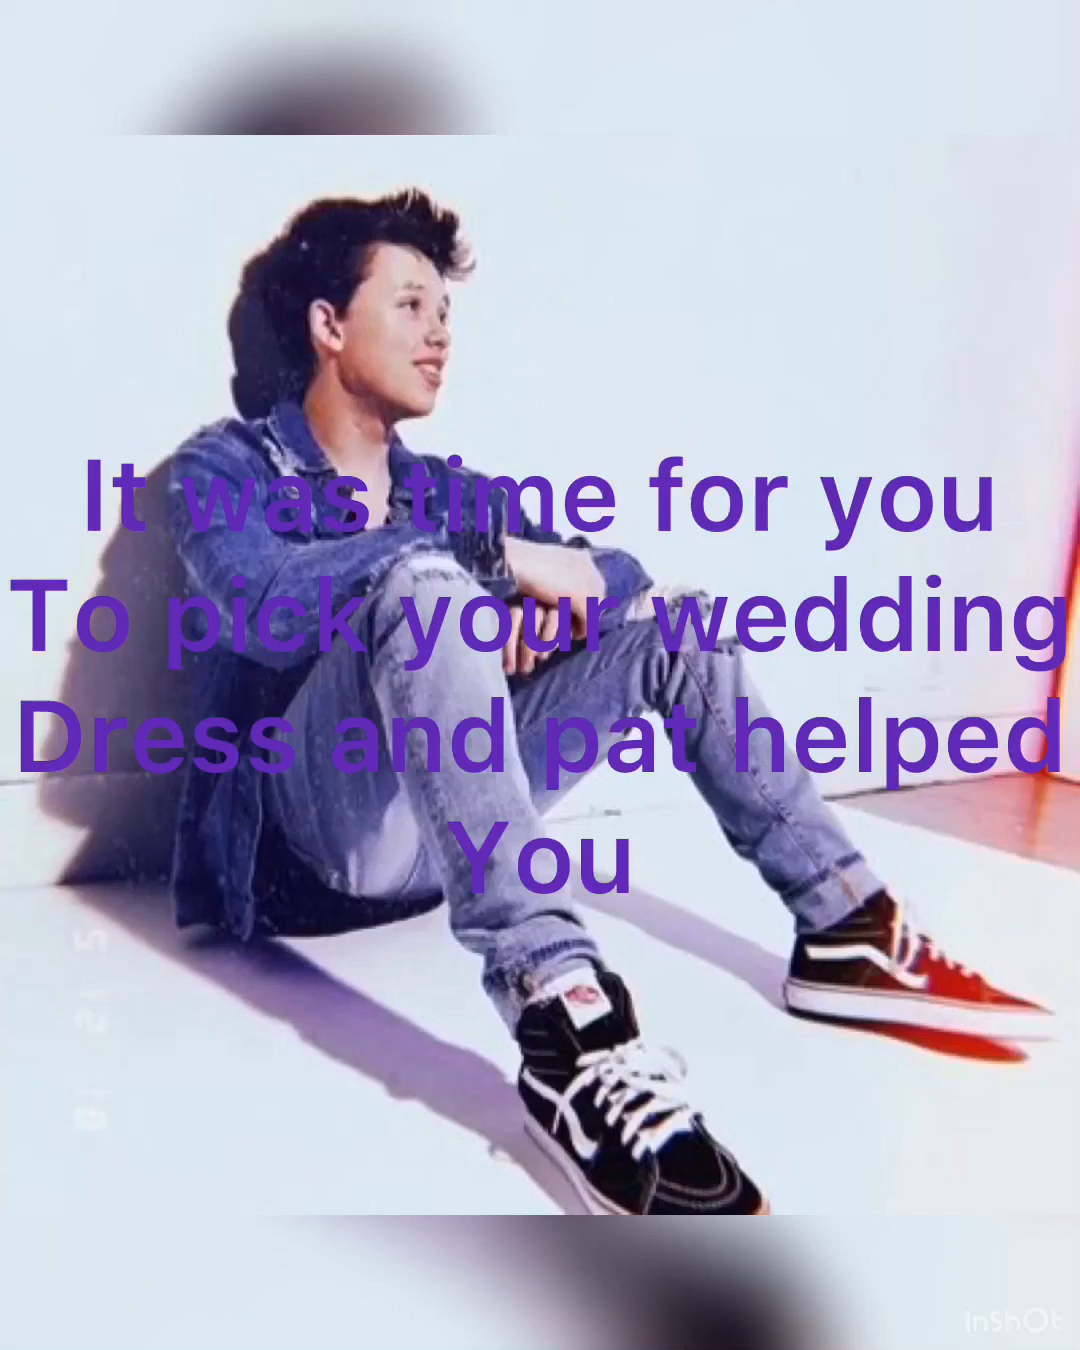 It was time for you
To pick your wedding
Dress and pat helped
You
InShOt